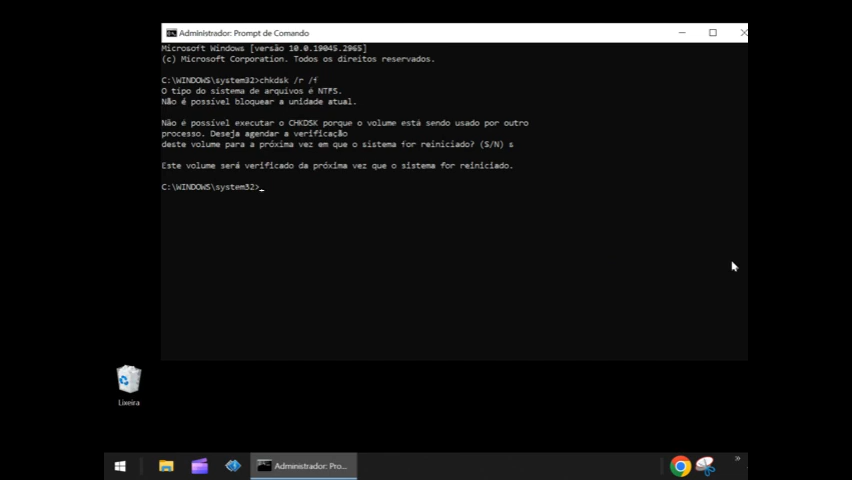 Administrador: Prompt de Comando
Microsoft Windows [versão 10.0.19045.2965]
(c) Microsoft Corporation. Todos os direitos reservados.
C:\WINDOWS\system32>chkdsk /r /f
O tipo do sistema de arquivos é NTFS.
Não é possível bloquear a unidade atual.
Não é possível executar o CHKDSK porque o volume está sendo usado por outro
processo. Deseja agendar a verificação
deste volume para a próxima vez em que o sistema for reiniciado? (S/N) s
Este volume será verificado da próxima vez que o sistema for reiniciado.
C:\WINDOWS\system32>_
Lixeira
Administrador: Pro...